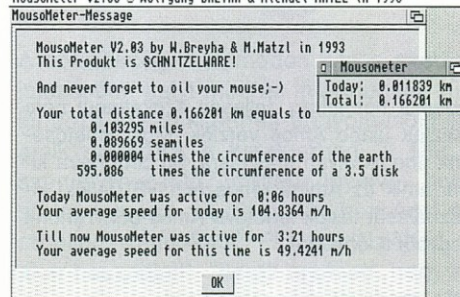 MousoMeter-Message
MousoMeter V2.03 by W.Breyha & M.Matzl in 1993
This Produkt is SCHNITZELWARE!
And never forget to oil your mouse;-)
Your total distance 0.166201 km equals to
0.103295 miles
0.089669 seamiles
0.000004 times the circumference of the earth
595.086 times the circumference of a 3.5 disk
Today MousoMeter was active for 0:06 hours
Your average speed for today is 104.8364 m/h
Till now MousoMeter was active for 3:21 hours
Your average speed for this time is 49.4241 m/h
OK
Mousometer
Today: 0.011839 km
Total: 0.166201 km